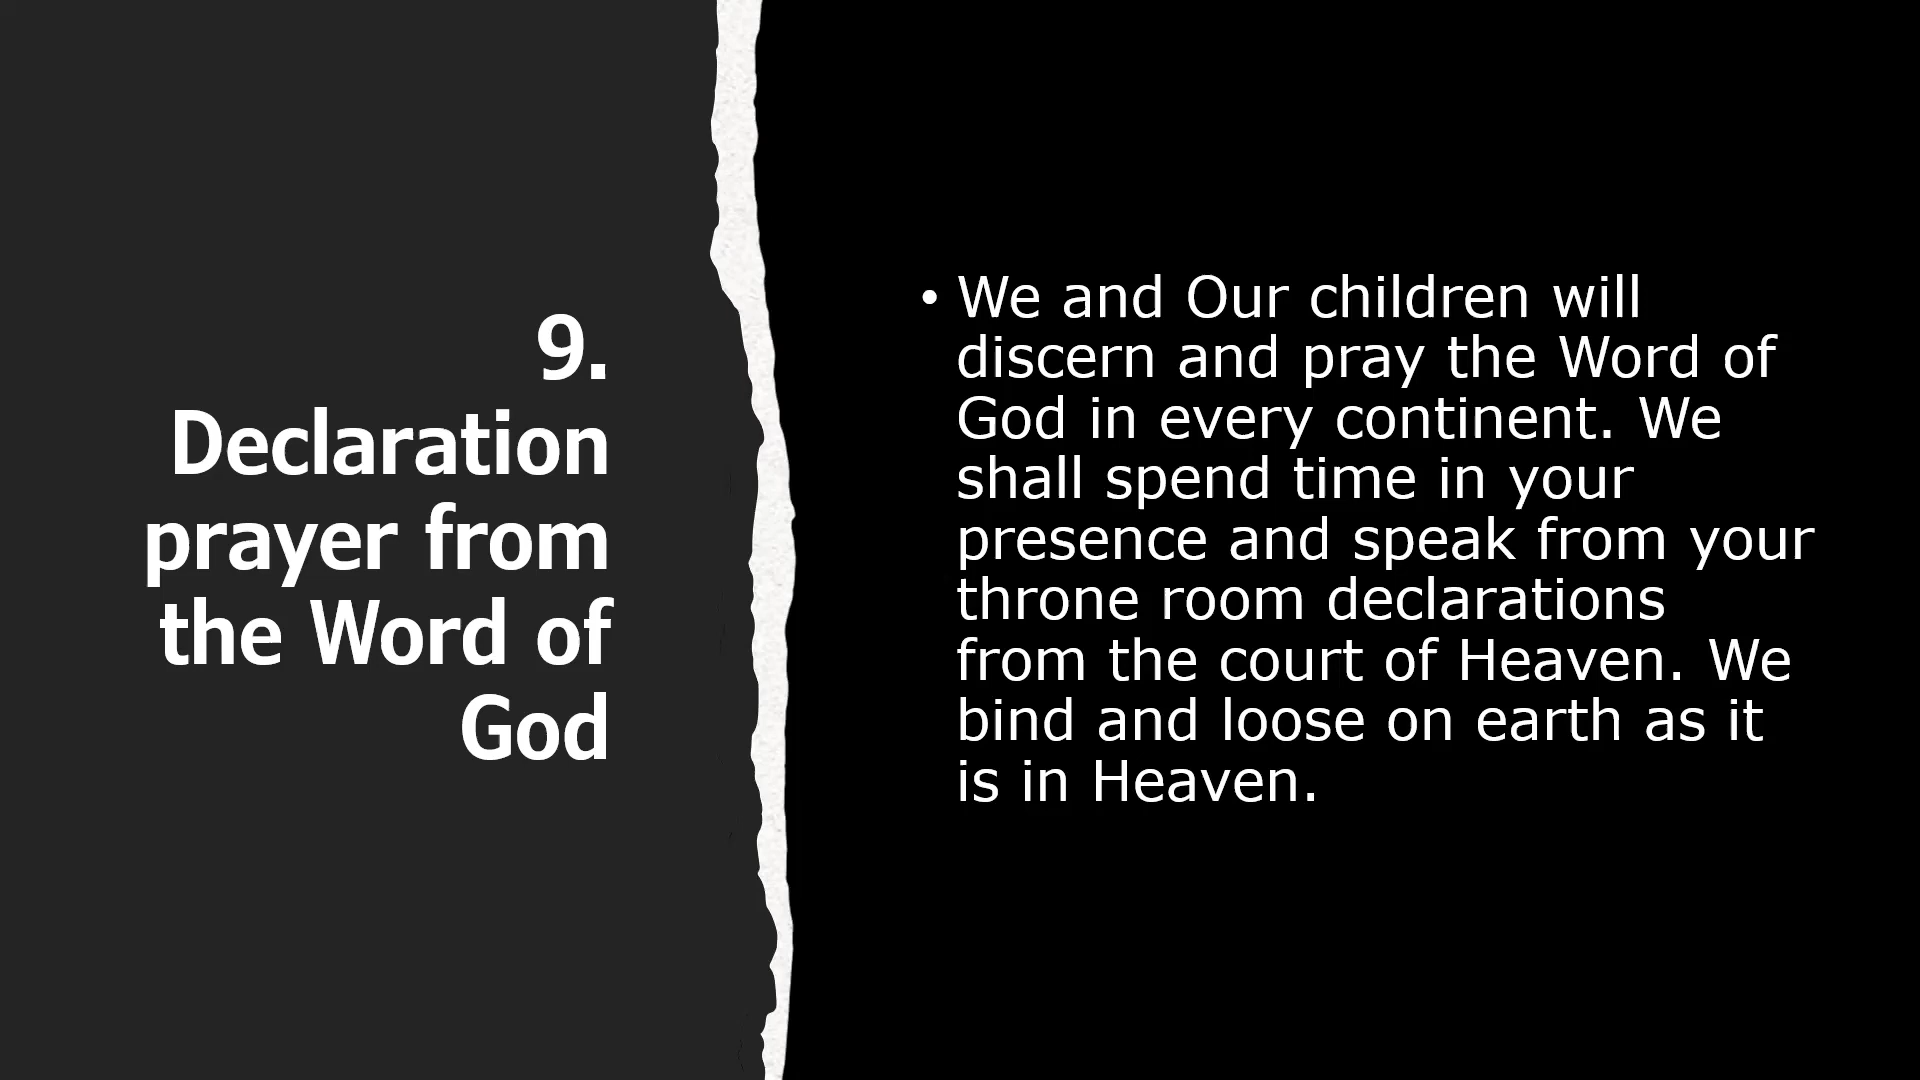 9.
Declaration
prayer from
the Word of
God
• We and Our children will
discern and pray the Word of
God in every continent. We
shall spend time in your
presence and speak from your
throne room declarations
from the court of Heaven. We
bind and loose on earth as it
is in Heaven.